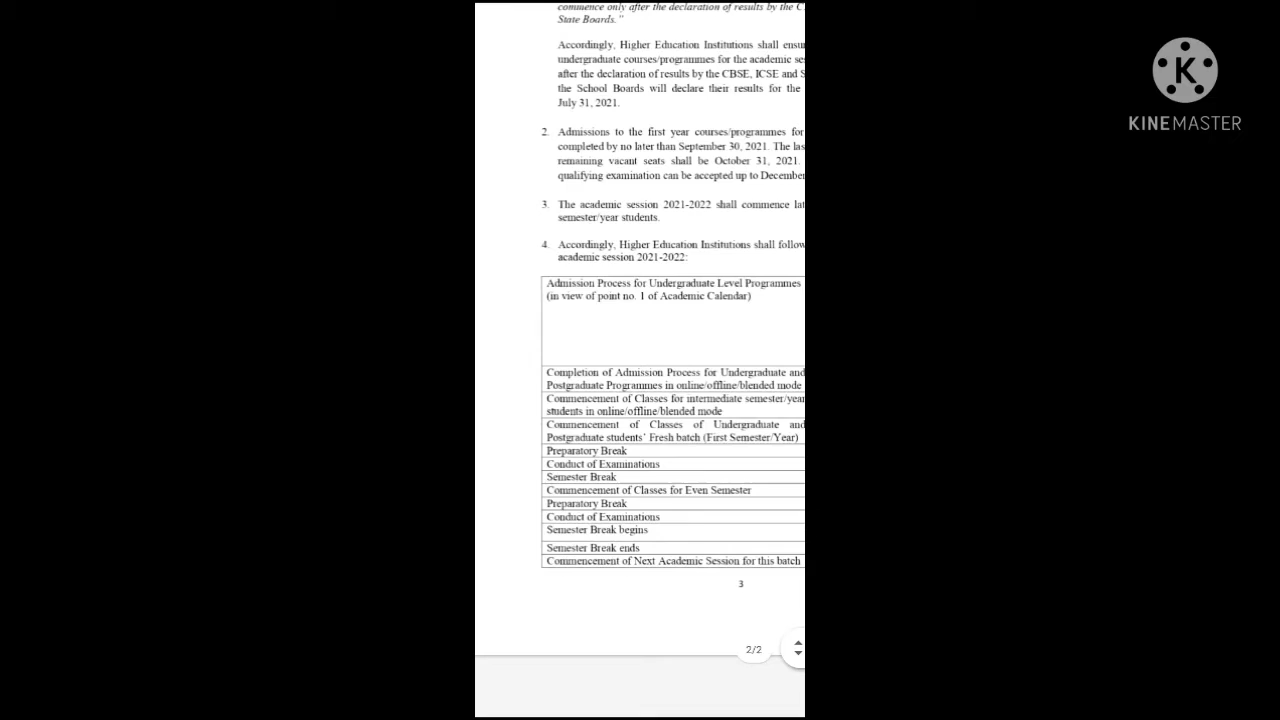 commence only after the declaration of results by the C
State Boards."
Accordingly, Higher Education Institutions shall ensu
undergraduate courses/programmes for the academic se
after the declaration of results by the CBSE, ICSE and S
the School Boards will declare their results for the
July 31, 2021.
2. Admissions to the first year courses/programmes for
completed by no later than September 30, 2021. The las
remaining vacant seats shall be October 31, 2021.
qualifying examination can be accepted up to December
3. The academic session 2021-2022 shall commence lat
semester/year students.
4. Accordingly, Higher Education Institutions shall follow
academic session 2021-2022:
Admission Process for Undergraduate Level Programmes
(in view of point no. 1 of Academic Calendar)
Completion of Admission Process for Undergraduate and
Postgraduate Programmes in online/offline/blended mode
Commencement of Classes for intermediate semester/year
students in online/offline/blended mode
Commencement of Classes of Undergraduate and
Postgraduate students' Fresh batch (First Semester/Year)
Preparatory Break
Conduct of Examinations
Semester Break
Commencement of Classes for Even Semester
Preparatory Break
Conduct of Examinations
Semester Break begins
Semester Break ends
Commencement of Next Academic Session for this batch
3
2/2
K
KINEMASTER